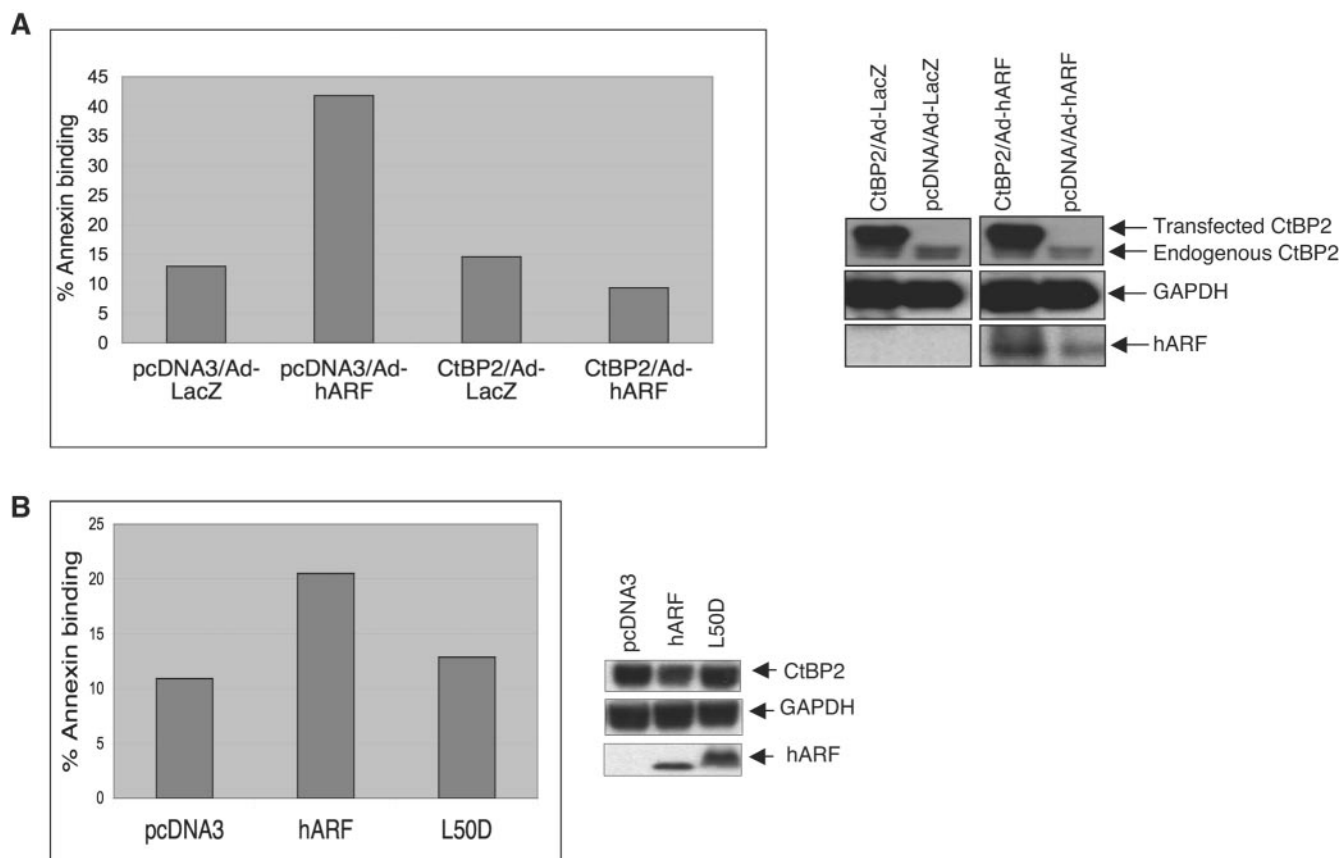 A
% Annexin binding
45
40
35
30
25
20
15
10
5
0
pcDNA3/Ad-
LacZ
pcDNA3/Ad-
hARF
CtBP2/Ad-
LacZ
CtBP2/Ad-
hARF
CtBP2/Ad-LacZ
pcDNA/Ad-LacZ
CtBP2/Ad-hARF
pcDNA/Ad-hARF
Transfected CtBP2
Endogenous CtBP2
GAPDH
hARF
B
% Annexin binding
25
20
15
10
5
0
pcDNA3
hARF
L50D
pcDNA3
hARF
L50D
CtBP2
GAPDH
hARF